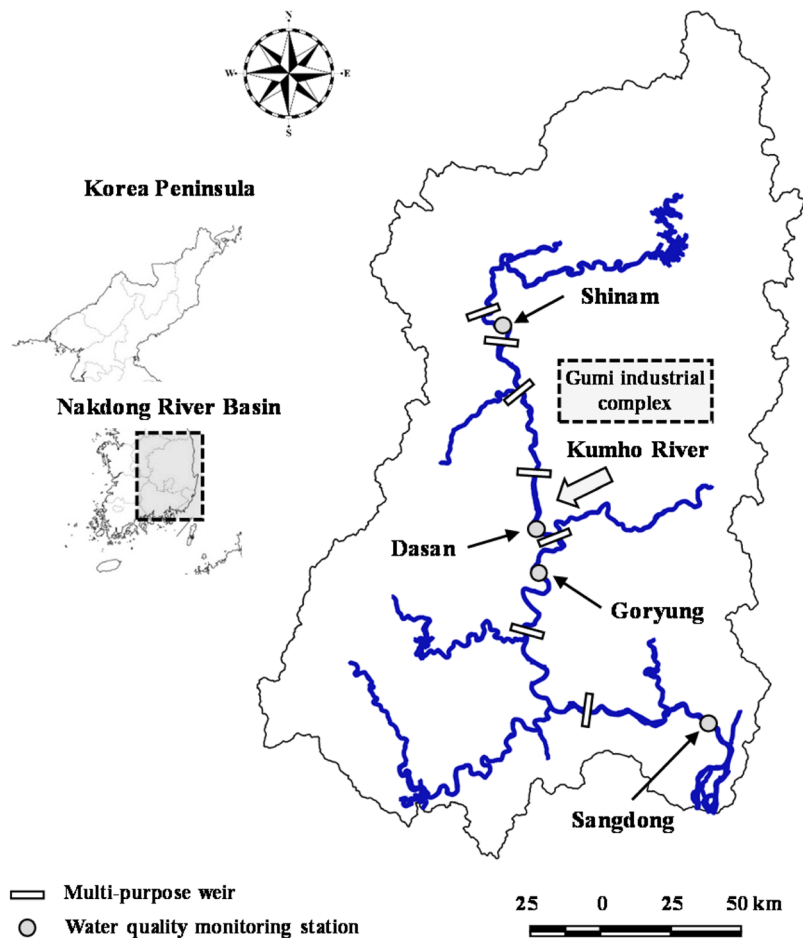 N
W
E
S
Korea Peninsula
Shinam
Gumi industrial
complex
Nakdong River Basin
Kumho River
Dasan
Goryung
Sangdong
Multi-purpose weir
Water quality monitoring station
25 0 25 50 km